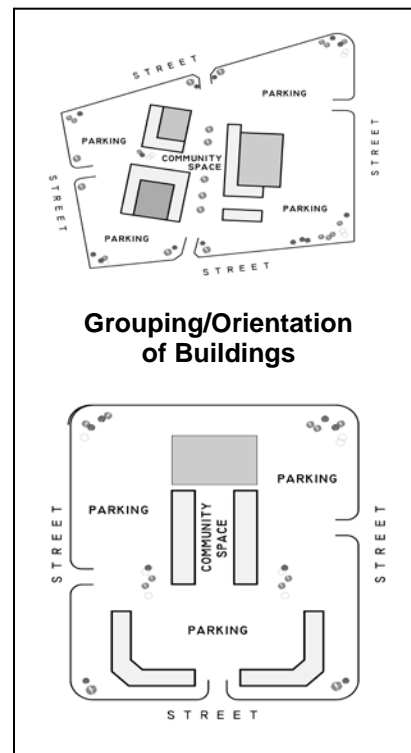 STREET
PARKING
PARKING
COMMUNITY
SPACE
STREET
STREET
PARKING
PARKING
STREET
Grouping/Orientation
of Buildings
PARKING
PARKING
COMMUNITY
SPACE
STREET
STREET
PARKING
STREET